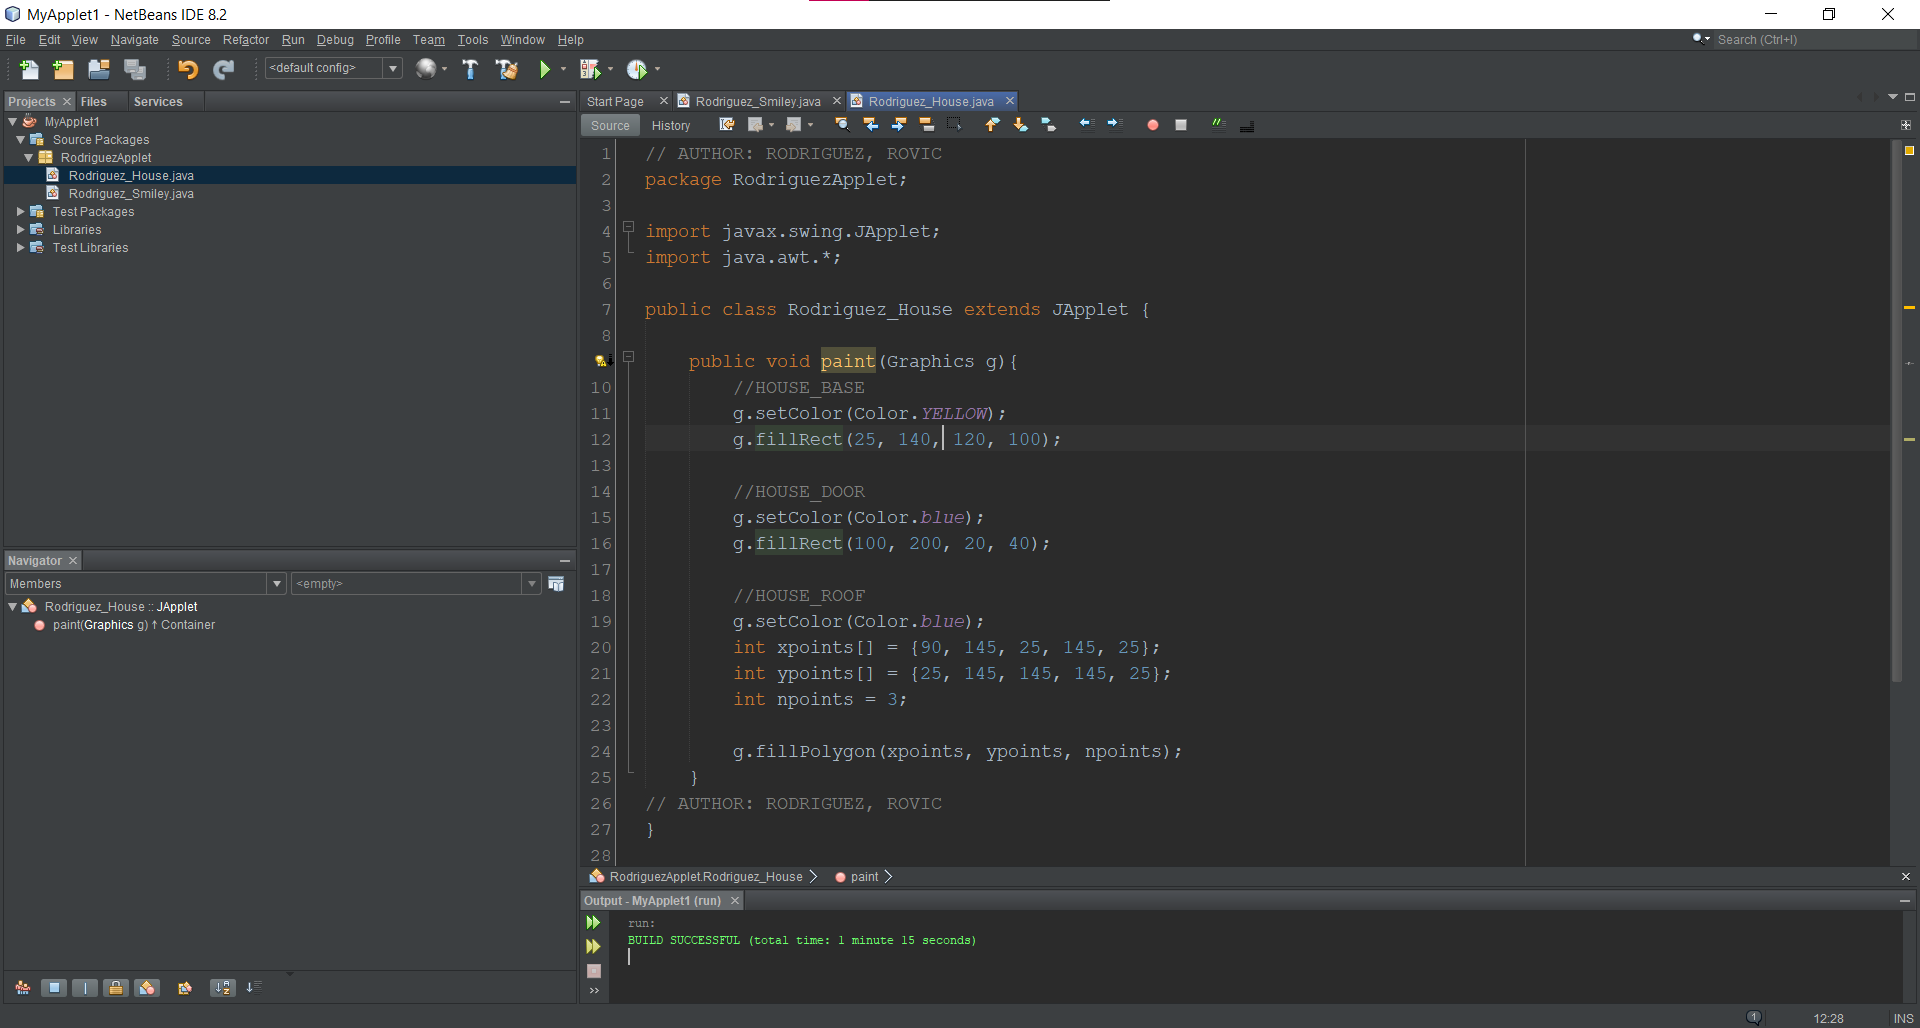 MyApplet1 - NetBeans IDE 8.2
File Edit View Navigate Source Refactor Run Debug Profile Team Tools Window Help
Search (Ctrl+I)
<default config>
Projects Files Services
MyApplet1
Source Packages
RodriguezApplet
Rodriguez_House.java
Rodriguez_Smiley.java
Test Packages
Libraries
Test Libraries
Navigator
Members <empty>
Rodriguez_House :: JApplet
paint(Graphics g) ↑ Container
Start Page Rodriguez_Smiley.java Rodriguez_House.java
Source History
1 // AUTHOR: RODRIGUEZ, ROVIC
2 package RodriguezApplet;
3
4 import javax.swing.JApplet;
5 import java.awt.*;
6
7 public class Rodriguez_House extends JApplet {
8
public void paint(Graphics g){
10 //HOUSE_BASE
11 g.setColor(Color.YELLOW);
12 g.fillRect(25, 140, 120, 100);
13
14 //HOUSE_DOOR
15 g.setColor(Color.blue);
16 g.fillRect(100, 200, 20, 40);
17
18 //HOUSE_ROOF
19 g.setColor(Color.blue);
20 int xpoints[] = {90, 145, 25, 145, 25};
21 int ypoints[] = {25, 145, 145, 145, 25};
22 int npoints = 3;
23
24 g.fillPolygon(xpoints, ypoints, npoints);
25 }
26 // AUTHOR: RODRIGUEZ, ROVIC
27 }
28
RodriguezApplet.Rodriguez_House paint
Output - MyApplet1 (run)
run:
BUILD SUCCESSFUL (total time: 1 minute 15 seconds)
1 12:28 INS